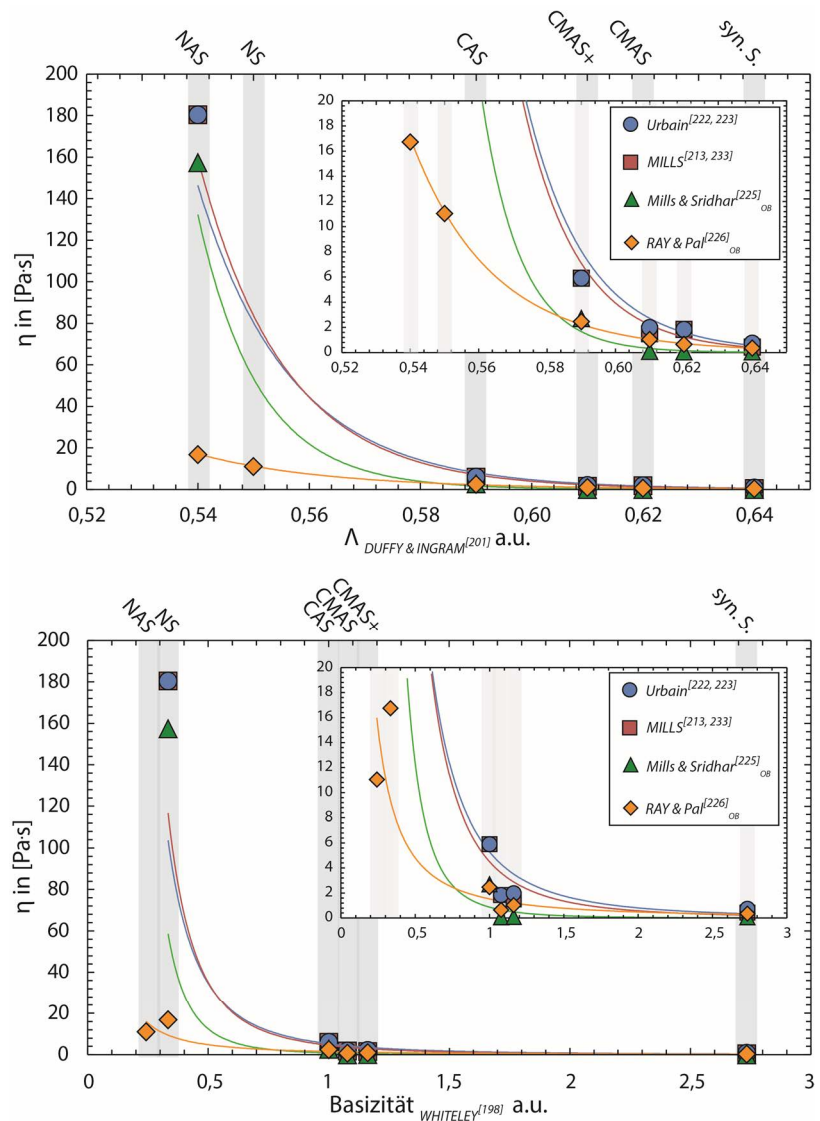 NAS NS CAS CMAS+ CMAS syn. S.
200
180
160
140
120
100
80
60
40
20
0
η in [Pa·s]
0,52 0,54 0,56 0,58 0,60 0,62 0,64
Λ DUFFY & INGRAM[201] a.u.
20
18
16
14
12
10
8
6
4
2
0
0,52 0,54 0,56 0,58 0,60 0,62 0,64
Urbain[222, 223]
MILLS[213, 233]
Mills & Sridhar[225]OB
RAY & Pal[226]OB
NAS NS CAS CMAS CMAS+ syn. S.
200
180
160
140
120
100
80
60
40
20
0
η in [Pa·s]
0 0,5 1 1,5 2 2,5 3
Basizität WHITELEY[198] a.u.
20
18
16
14
12
10
8
6
4
2
0
0 0,5 1 1,5 2 2,5 3
Urbain[222, 223]
MILLS[213, 233]
Mills & Sridhar[225]OB
RAY & Pal[226]OB